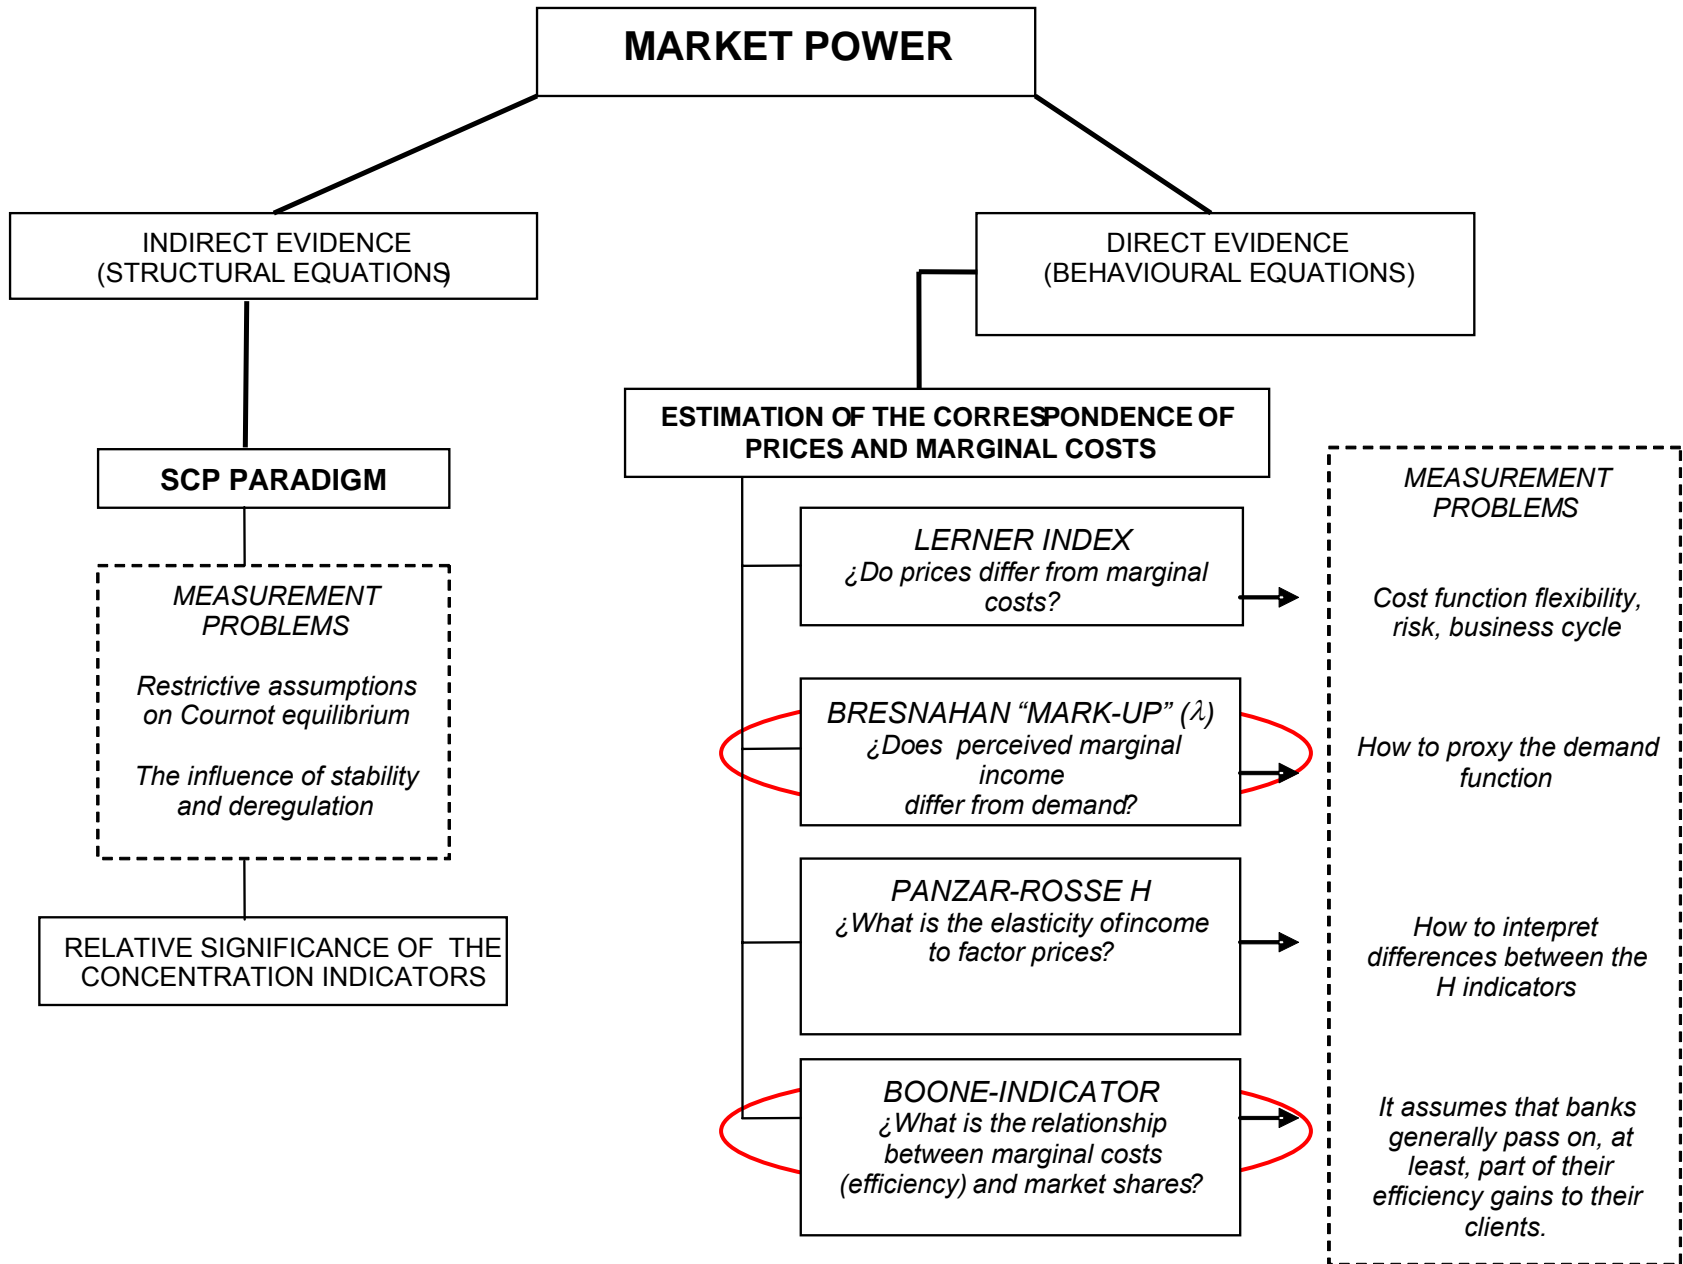 MARKET POWER
INDIRECT EVIDENCE
(STRUCTURAL EQUATIONS)
DIRECT EVIDENCE
(BEHAVIOURAL EQUATIONS)
SCP PARADIGM
MEASUREMENT
PROBLEMS
Restrictive assumptions
on Cournot equilibrium
The influence of stability
and deregulation
RELATIVE SIGNIFICANCE OF THE
CONCENTRATION INDICATORS
ESTIMATION OF THE CORRESPONDENCE OF
PRICES AND MARGINAL COSTS
LERNER INDEX
¿Do prices differ from marginal
costs?
BRESNAHAN “MARK-UP” (λ)
¿Does perceived marginal
income
differ from demand?
PANZAR-ROSSE H
¿What is the elasticity of income
to factor prices?
BOONE-INDICATOR
¿What is the relationship
between marginal costs
(efficiency) and market shares?
MEASUREMENT
PROBLEMS
Cost function flexibility,
risk, business cycle
How to proxy the demand
function
How to interpret
differences between the
H indicators
It assumes that banks
generally pass on, at
least, part of their
efficiency gains to their
clients.